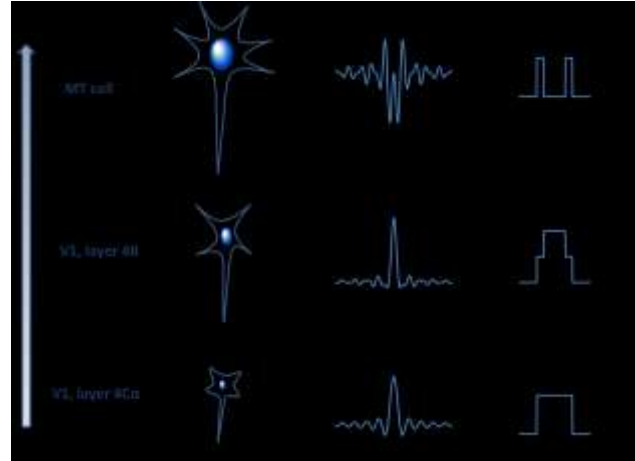 MT cell
V1, layer 4B
V1, layer 4Cα